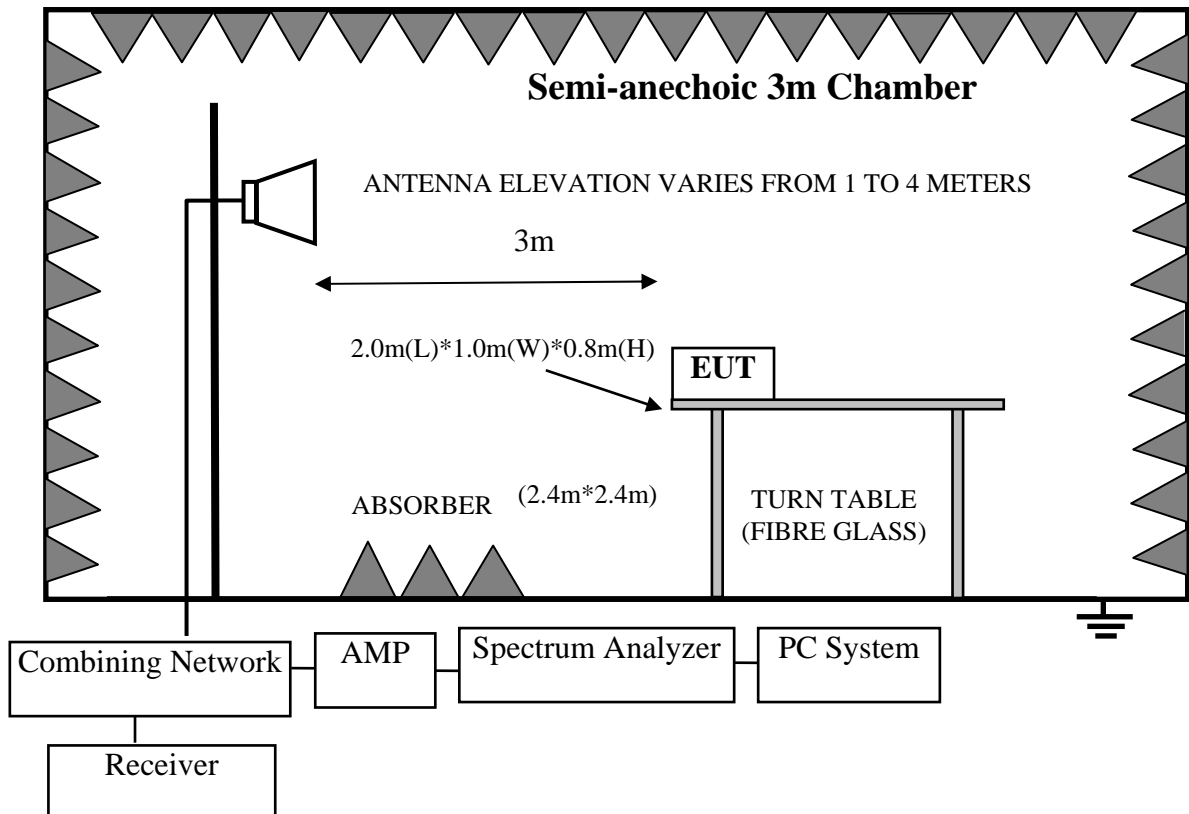 Semi-anechoic 3m Chamber
ANTENNA ELEVATION VARIES FROM 1 TO 4 METERS
3m
2.0m(L)*1.0m(W)*0.8m(H)
EUT
ABSORBER
(2.4m*2.4m)
TURN TABLE
(FIBRE GLASS)
Combining Network
AMP
Spectrum Analyzer
PC System
Receiver